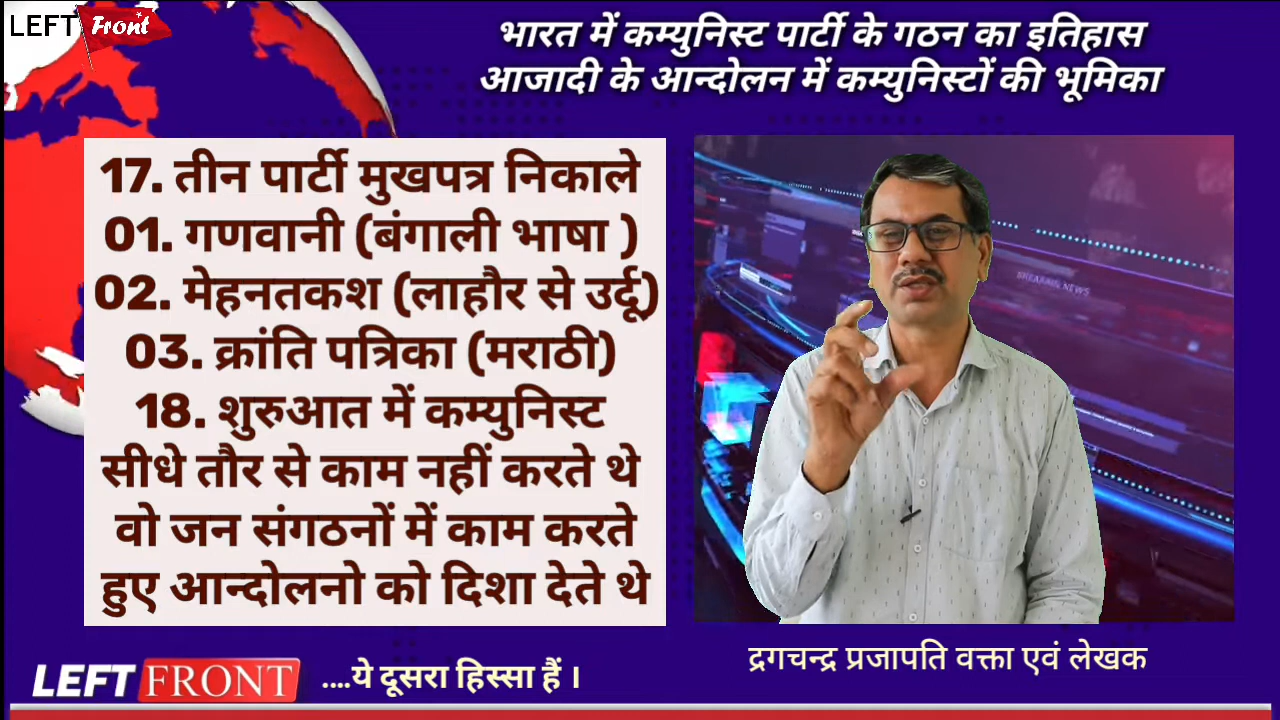 LEFT Front
भारत में कम्युनिस्ट पार्टी के गठन का इतिहास
आजादी के आन्दोलन में कम्युनिस्टों की भूमिका
17. तीन पार्टी मुखपत्र निकाले
01. गणवानी (बंगाली भाषा )
02. मेहनतकश (लाहौर से उर्दू)
03. क्रांति पत्रिका (मराठी)
18. शुरुआत में कम्युनिस्ट
सीधे तौर से काम नहीं करते थे
वो जन संगठनों में काम करते
हुए आन्दोलनो को दिशा देते थे
BREAKING NEWS
द्रगचन्द्र प्रजापति वक्ता एवं लेखक
LEFT FRONT
....ये दूसरा हिस्सा हैं ।